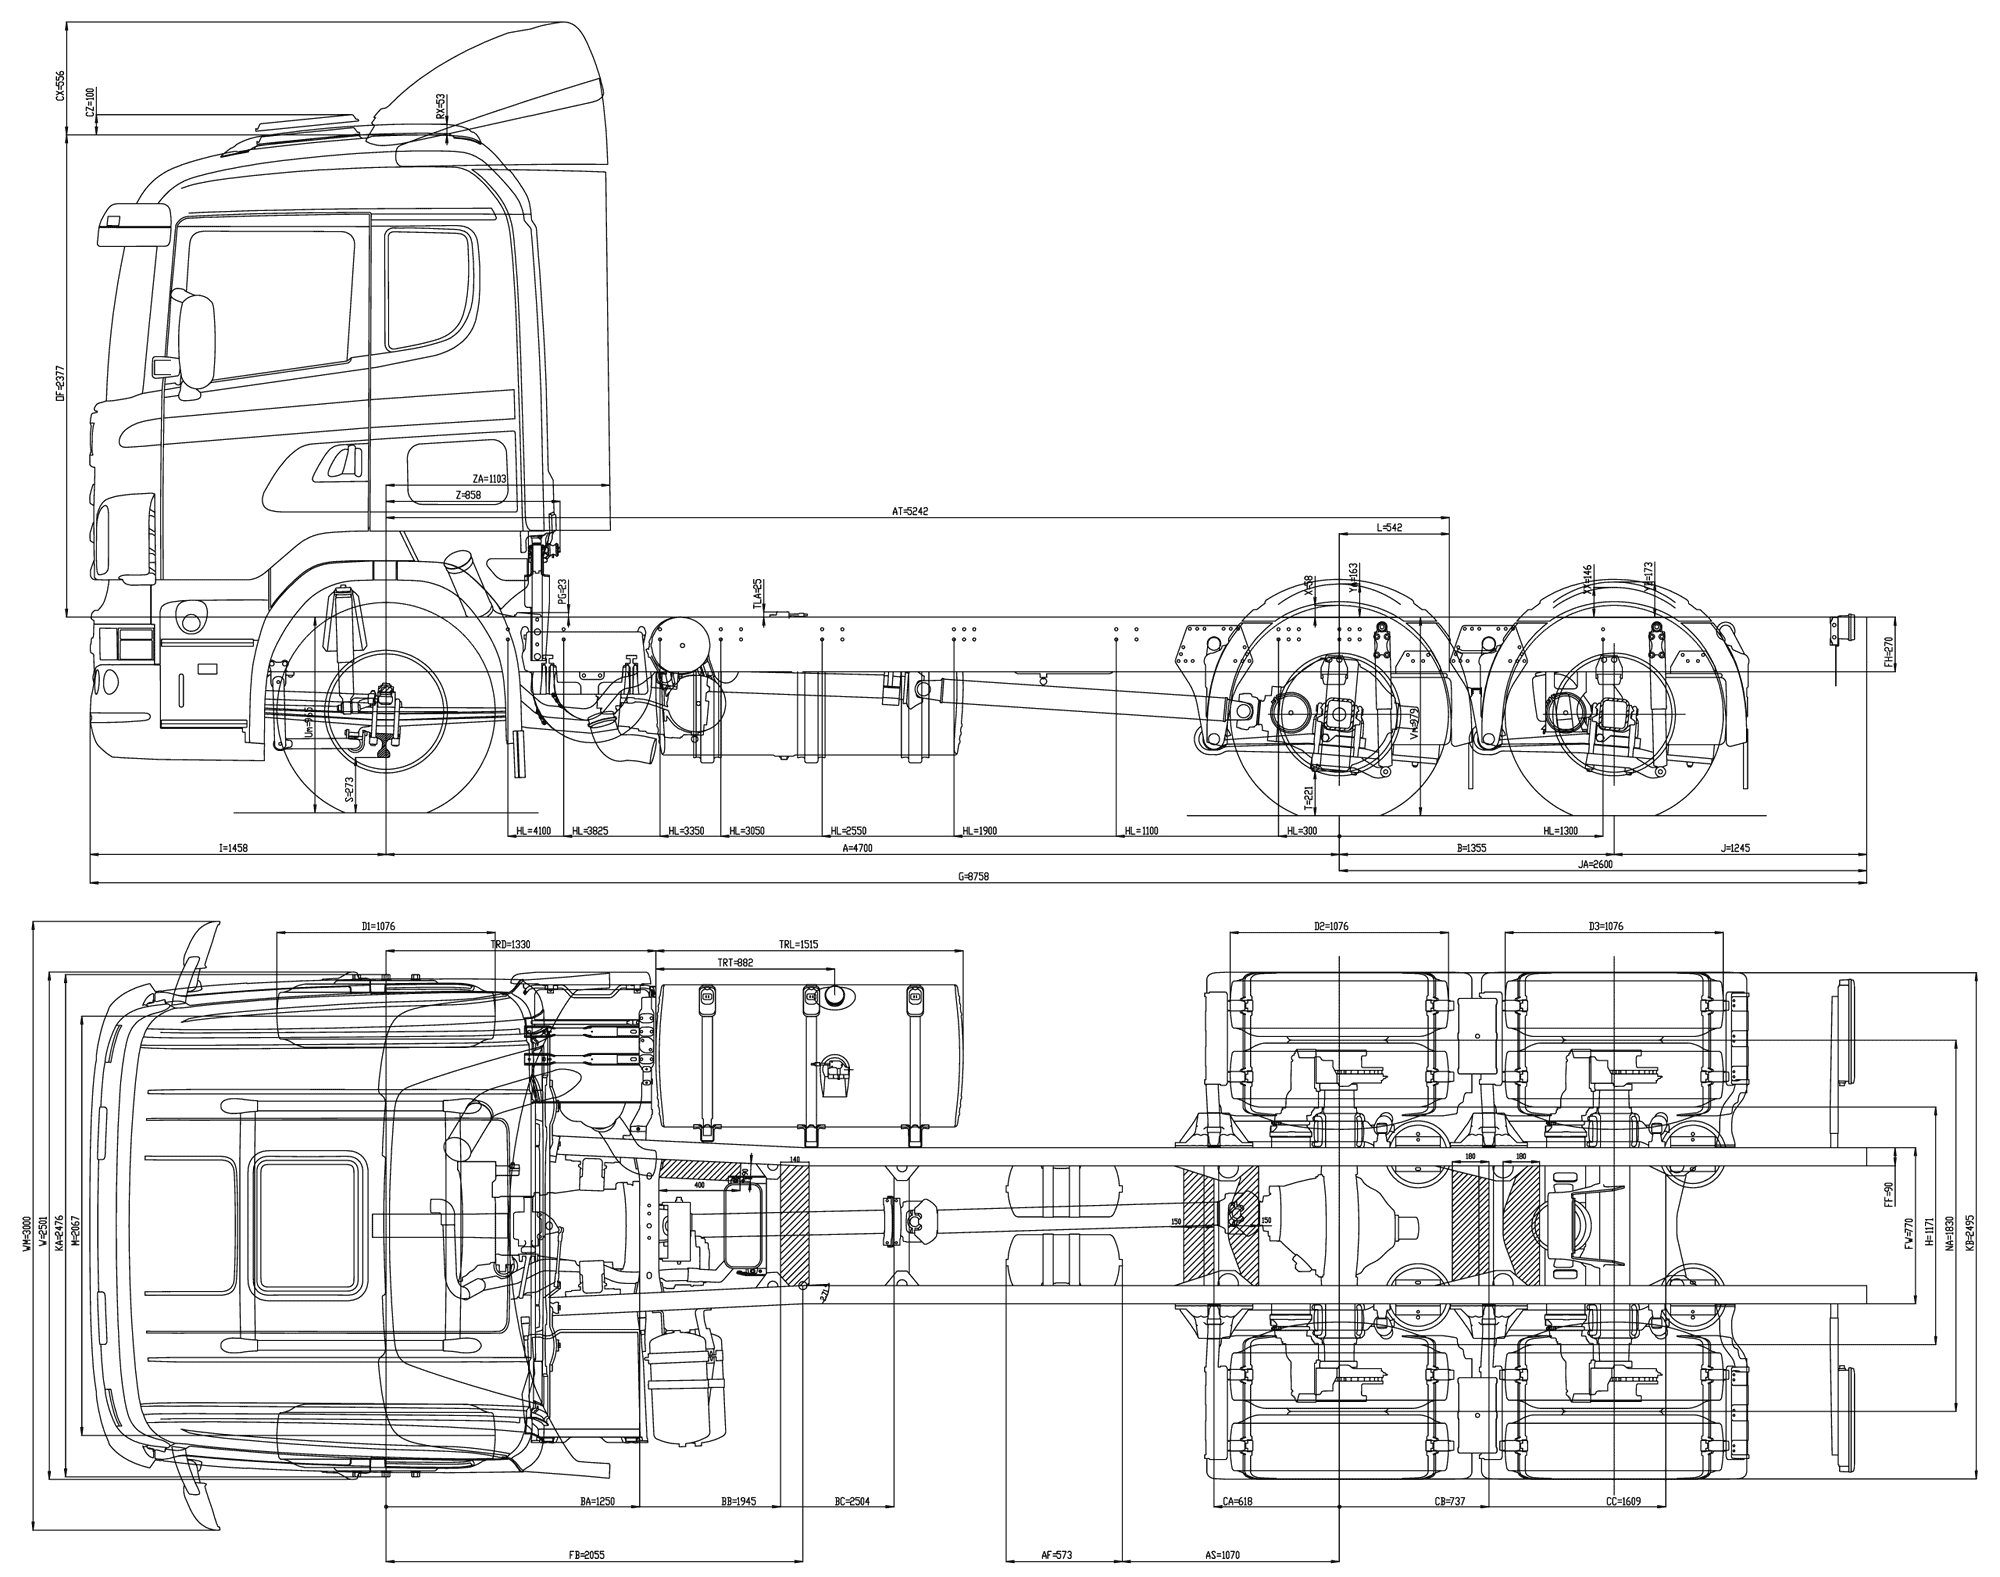 CX=556
CZ=100
RX=53
DF=2377
ZA=1103
Z=858
AT=5242
L=542
PG=23
TLA=25
X=58
YA=163
XX=146
FH=270
V=979
S=273
T=221
HL=4100
HL=3825
HL=3350
HL=3050
HL=2550
HL=1900
HL=1100
HL=300
HL=1300
I=1458
A=4700
B=1355
J=1245
JA=2600
G=8758
D1=1076
TRD=1330
TRL=1515
TRT=882
D2=1076
D3=1076
WM=3000
W=2501
KA=2476
M=2067
140
90
400
180
180
150
150
FF=90
FW=770
H=1171
NA=1830
KB=2495
BA=1250
BB=1945
BC=2504
CA=618
CB=737
CC=1609
FB=2055
AF=573
AS=1070